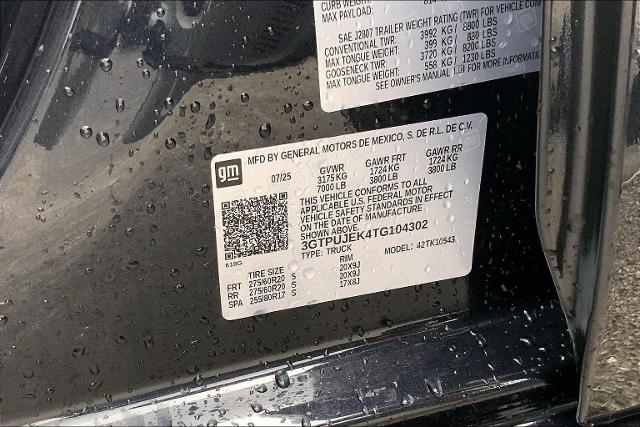 CURB WEIGHT:
MAX PAYLOAD:
SAE J2807 TRAILER WEIGHT RATING (TWR) FOR VEHICLE CONF
CONVENTIONAL TWR: 3992 KG / 8800 LBS
MAX TONGUE WEIGHT: 399 KG / 880 LBS
GOOSENECK TWR: 3720 KG / 8200 LBS
MAX TONGUE WEIGHT: 558 KG / 1230 LBS
SEE OWNER'S MANUAL FOR MORE INFORMATION
gm
MFD BY GENERAL MOTORS DE MEXICO, S. DE R.L. DE C.V.
07/25 GVWR GAWR FRT GAWR RR
3175 KG 1724 KG 1724 KG
7000 LB 3800 LB 3800 LB
THIS VEHICLE CONFORMS TO ALL
APPLICABLE U.S. FEDERAL MOTOR
VEHICLE SAFETY STANDARDS IN EFFECT
ON THE DATE OF MANUFACTURE
SHOWN ABOVE.
3GTPUJEK4TG104302
TYPE: TRUCK MODEL: 42TK10543
610G
TIRE SIZE RIM
FRT 275/60R20 S 20X9J
RR 275/60R20 S 20X9J
SPA 255/80R17 S 17X8J